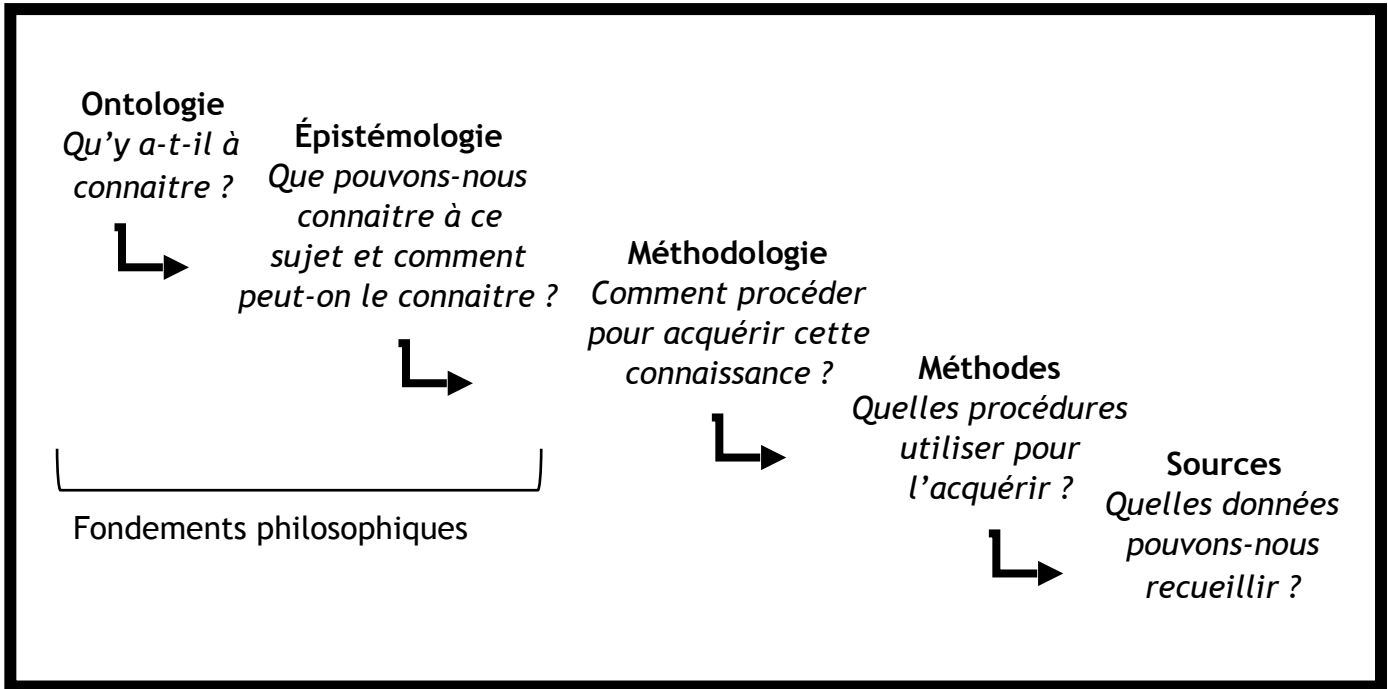 Ontologie
Qu’y a-t-il à
connaitre ?
Épistémologie
Que pouvons-nous
connaitre à ce
sujet et comment
peut-on le connaitre ?
Méthodologie
Comment procéder
pour acquérir cette
connaissance ?
Méthodes
Quelles procédures
utiliser pour
l’acquérir ?
Sources
Quelles données
pouvons-nous
recueillir ?
Fondements philosophiques